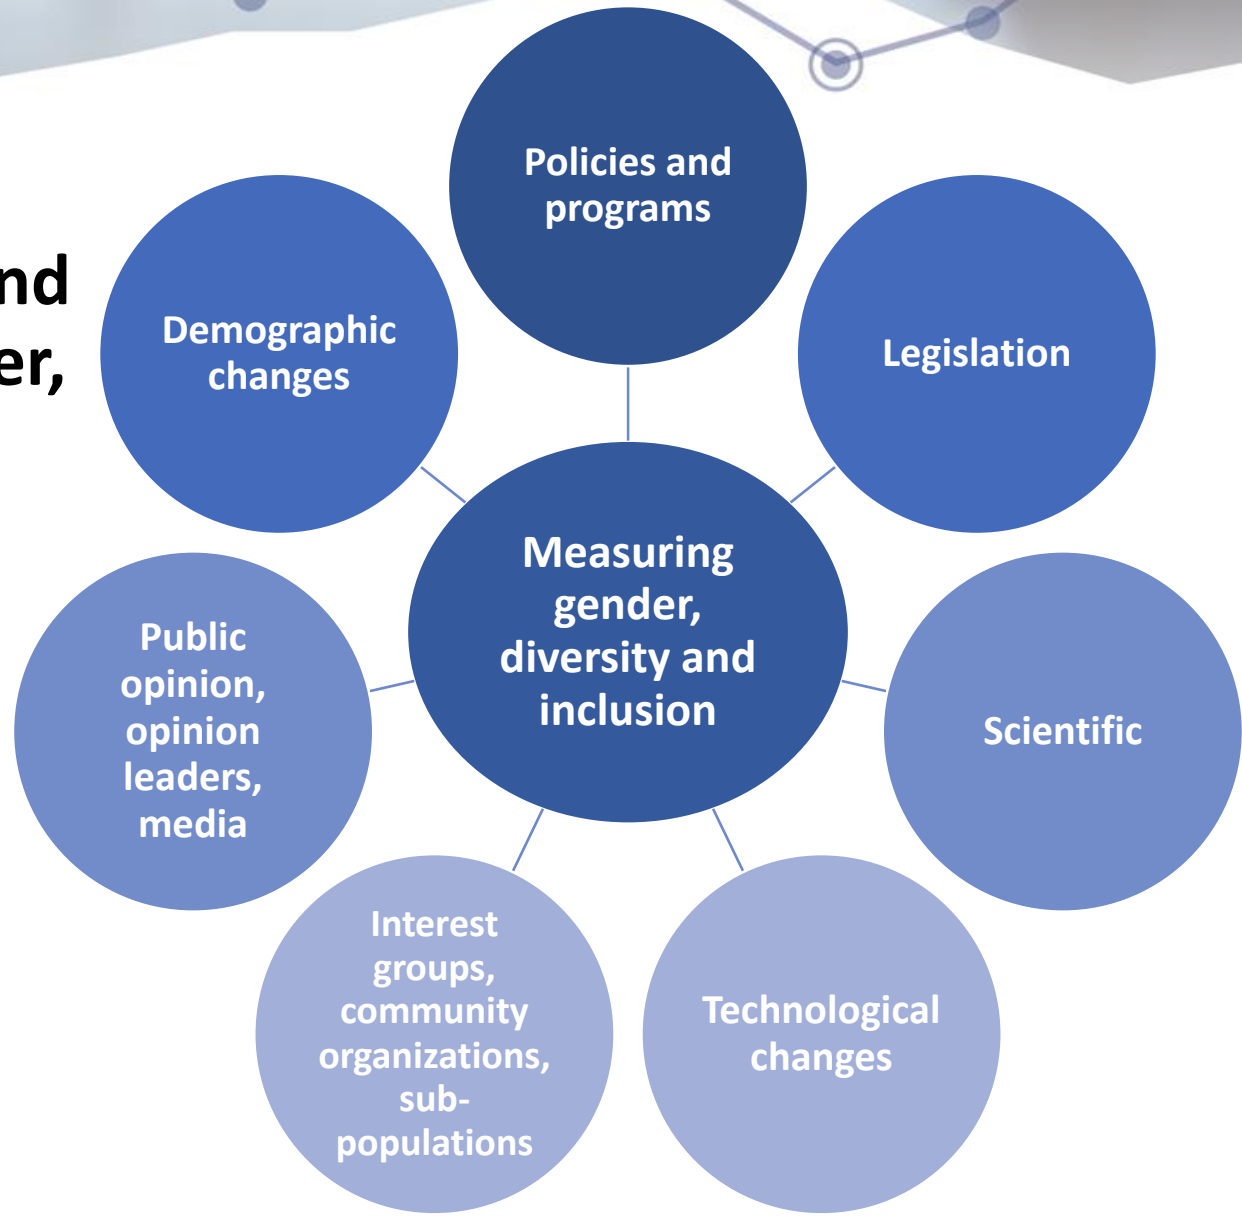 nd
er,
Policies and
programs
Demographic
changes
Legislation
Measuring
gender,
diversity and
inclusion
Public
opinion,
opinion
leaders,
media
Scientific
Interest
groups,
community
organizations,
sub-
populations
Technological
changes